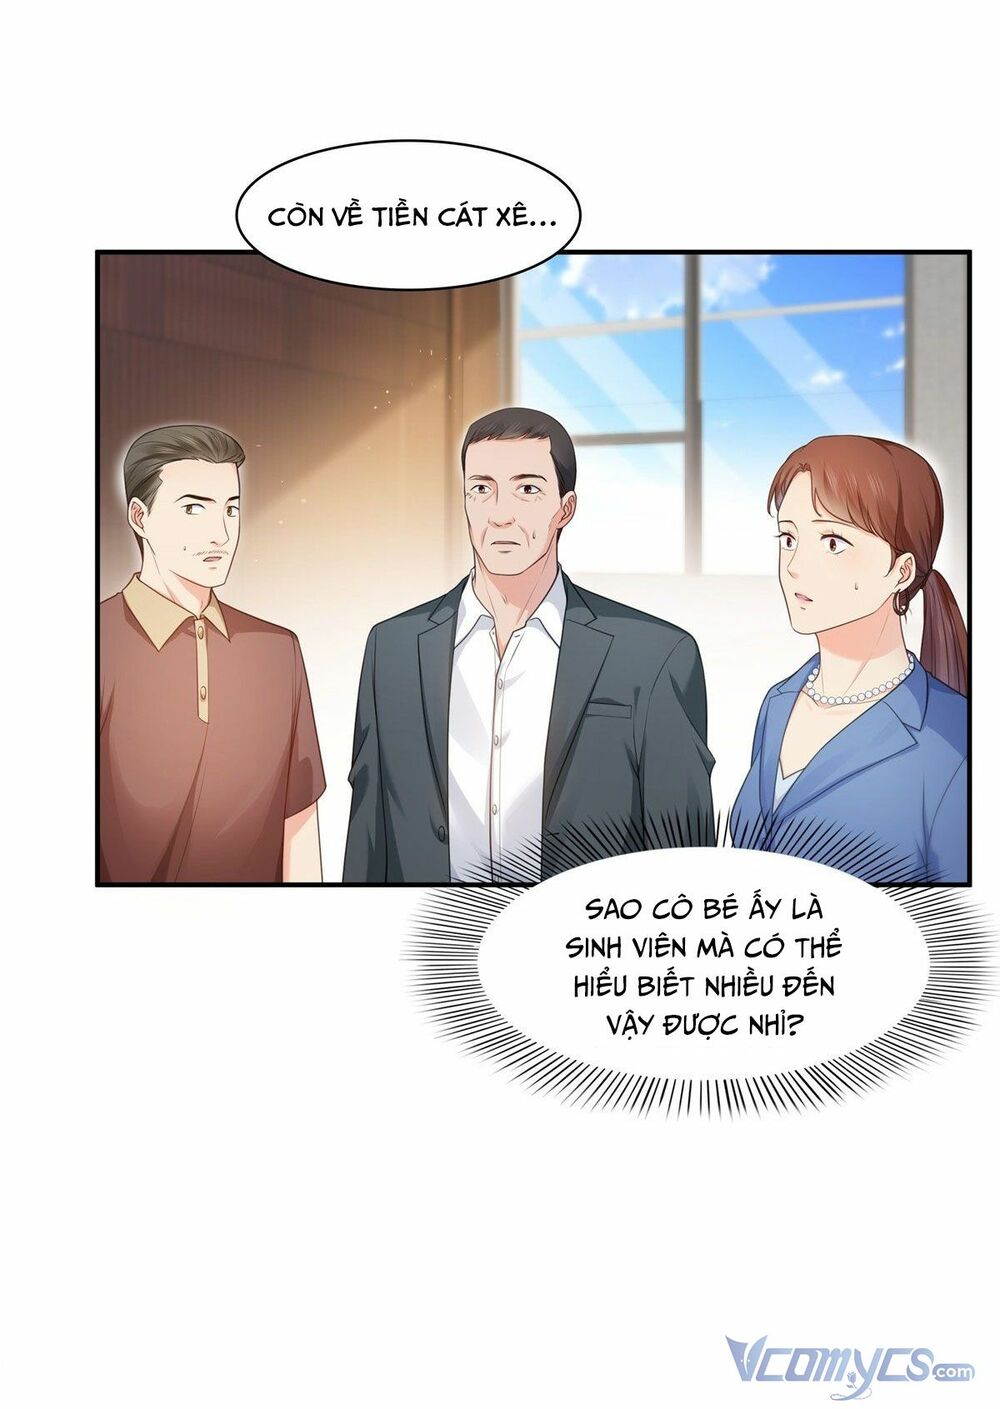 CÒN VỀ TIỀN CÁT XÊ...
SAO CÔ BÉ ẤY LÀ
SINH VIÊN MÀ CÓ THỂ
HIỂU BIẾT NHIỀU ĐẾN
VẬY ĐƯỢC NHỈ?
VCOMYCS.com